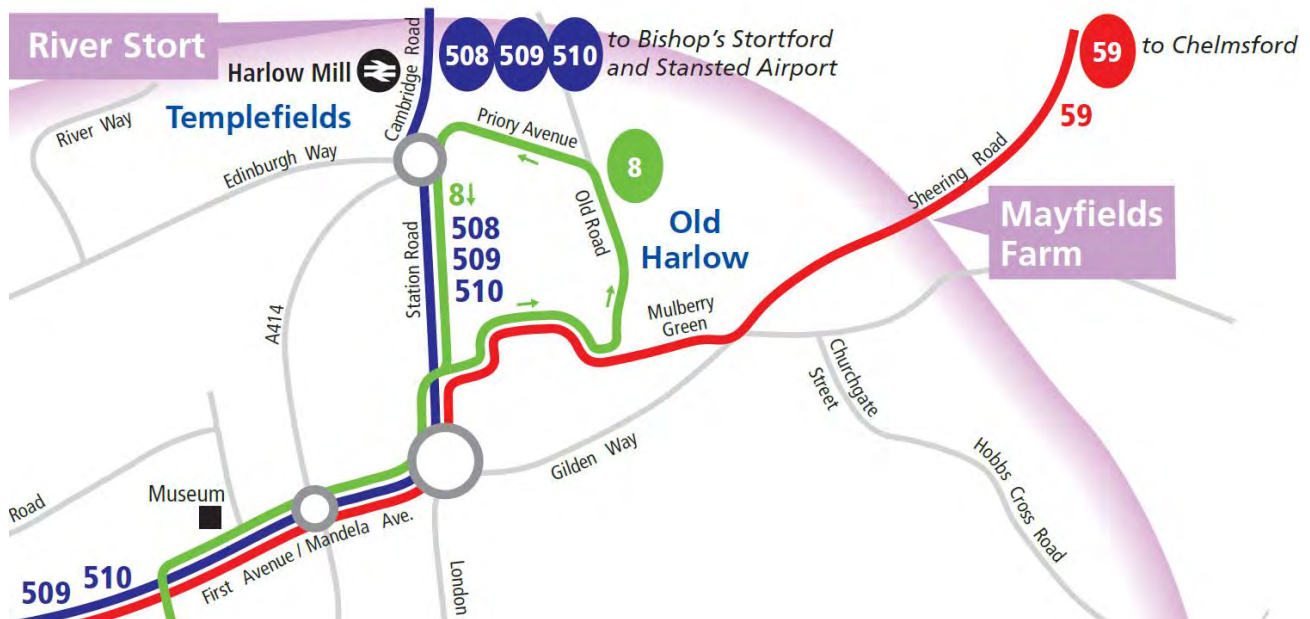 River Stort
Harlow Mill
Cambridge Road
508 509 510
to Bishop's Stortford
and Stansted Airport
59
to Chelmsford
59
River Way
Templefields
Edinburgh Way
Priory Avenue
8
Sheering Road
8
508
509
510
Station Road
Old Road
Old
Harlow
Mayfields
Farm
A414
Mulberry
Green
Churchgate
Street
Gilden Way
Hobbs Cross Road
Museum
Road
First Avenue / Mandela Ave.
London
509 510